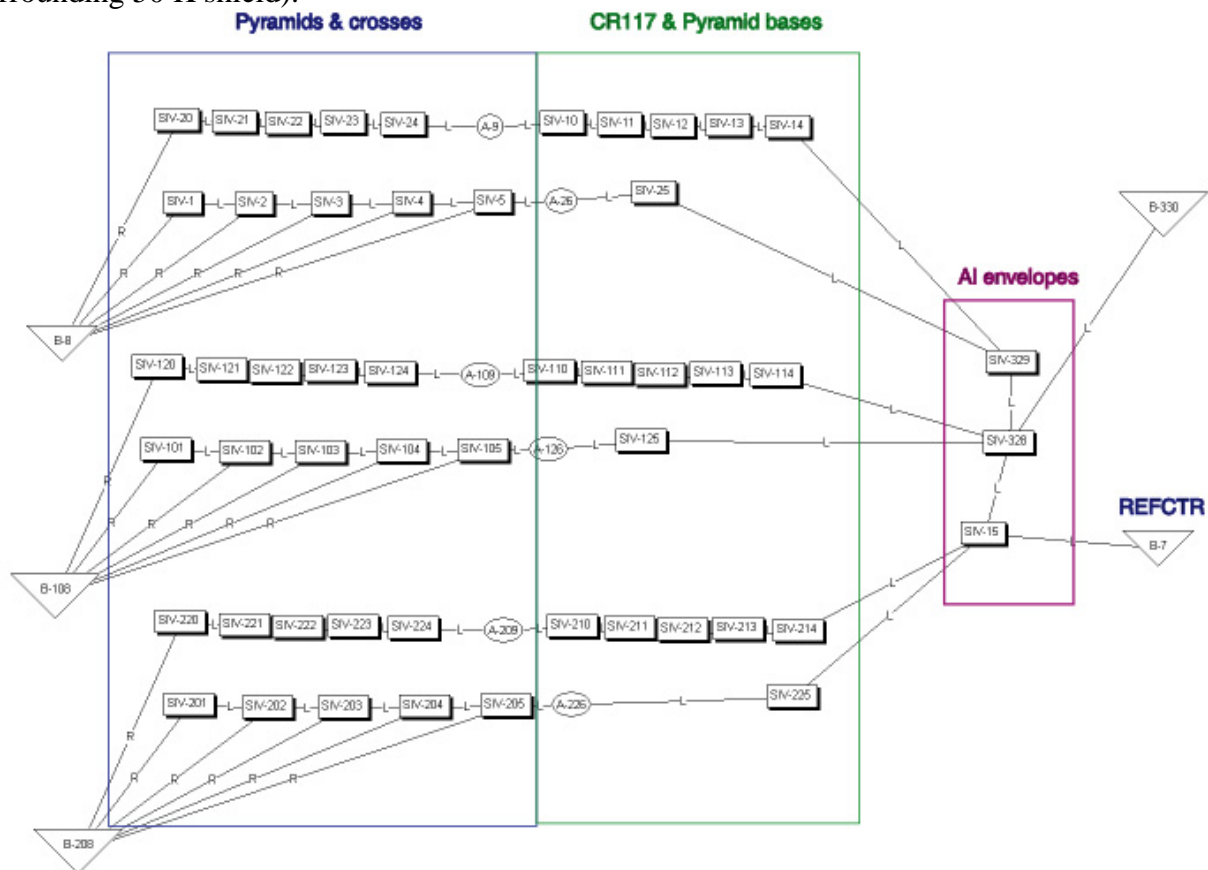 rrounding 50 K shield).
Pyramids & crosses CR117 & Pyramid bases
SIV-20 L SIV-21 L SIV-22 L SIV-23 L SIV-24 L A-9 L SIV-10 L SIV-11 L SIV-12 L SIV-13 L SIV-14
SIV-1 L SIV-2 L SIV-3 L SIV-4 L SIV-5 L A-26 L SIV-25
B-330
R
L
R R R R R
L
Al envelopes
L
B-8
SIV-329
SIV-120 L SIV-121 SIV-122 SIV-123 SIV-124 L A-109 L SIV-110 SIV-111 SIV-112 SIV-113 SIV-114
L
L
SIV-101 L SIV-102 L SIV-103 L SIV-104 L SIV-105 L A-126 L SIV-125 L SIV-328
R
L
REFCTR
R R R R R
SIV-15 L B-7
B-108
L
SIV-220 L SIV-221 SIV-222 SIV-223 SIV-224 L A-209 L SIV-210 SIV-211 SIV-212 SIV-213 SIV-214
L
SIV-201 L SIV-202 L SIV-203 L SIV-204 L SIV-205 L A-226 L SIV-225
R
R R R R R
B-208